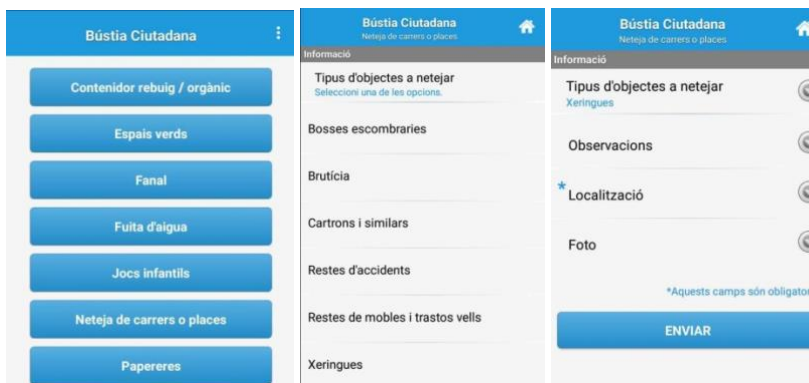 Bústia Ciutadana
Contenidor rebuig / orgànic
Espais verds
Fanal
Fuita d'aigua
Jocs infantils
Neteja de carrers o places
Papereres
Bústia Ciutadana
Neteja de carrers o places
Informació
Tipus d'objectes a netejar
Seleccioni una de les opcions.
Bosses escombraries
Brutícia
Cartrons i similars
Restes d'accidents
Restes de mobles i trastos vells
Xeringues
Bústia Ciutadana
Neteja de carrers o places
Informació
Tipus d'objectes a netejar
Xeringues
Observacions
*Localització
Foto
*Aquests camps són obligator
ENVIAR